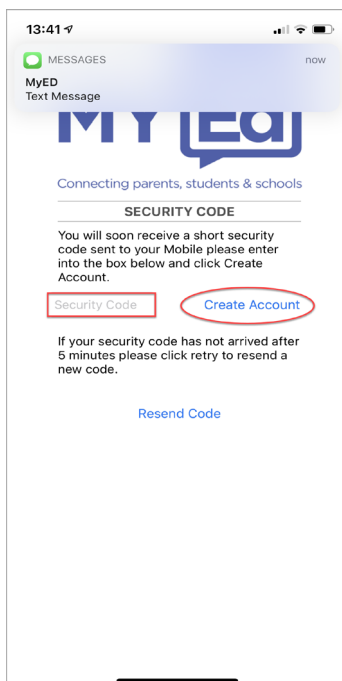 13:41
MESSAGES now
MyED
Text Message
MY Ed
Connecting parents, students & schools
SECURITY CODE
You will soon receive a short security
code sent to your Mobile please enter
into the box below and click Create
Account.
Security Code Create Account
If your security code has not arrived after
5 minutes please click retry to resend a
new code.
Resend Code